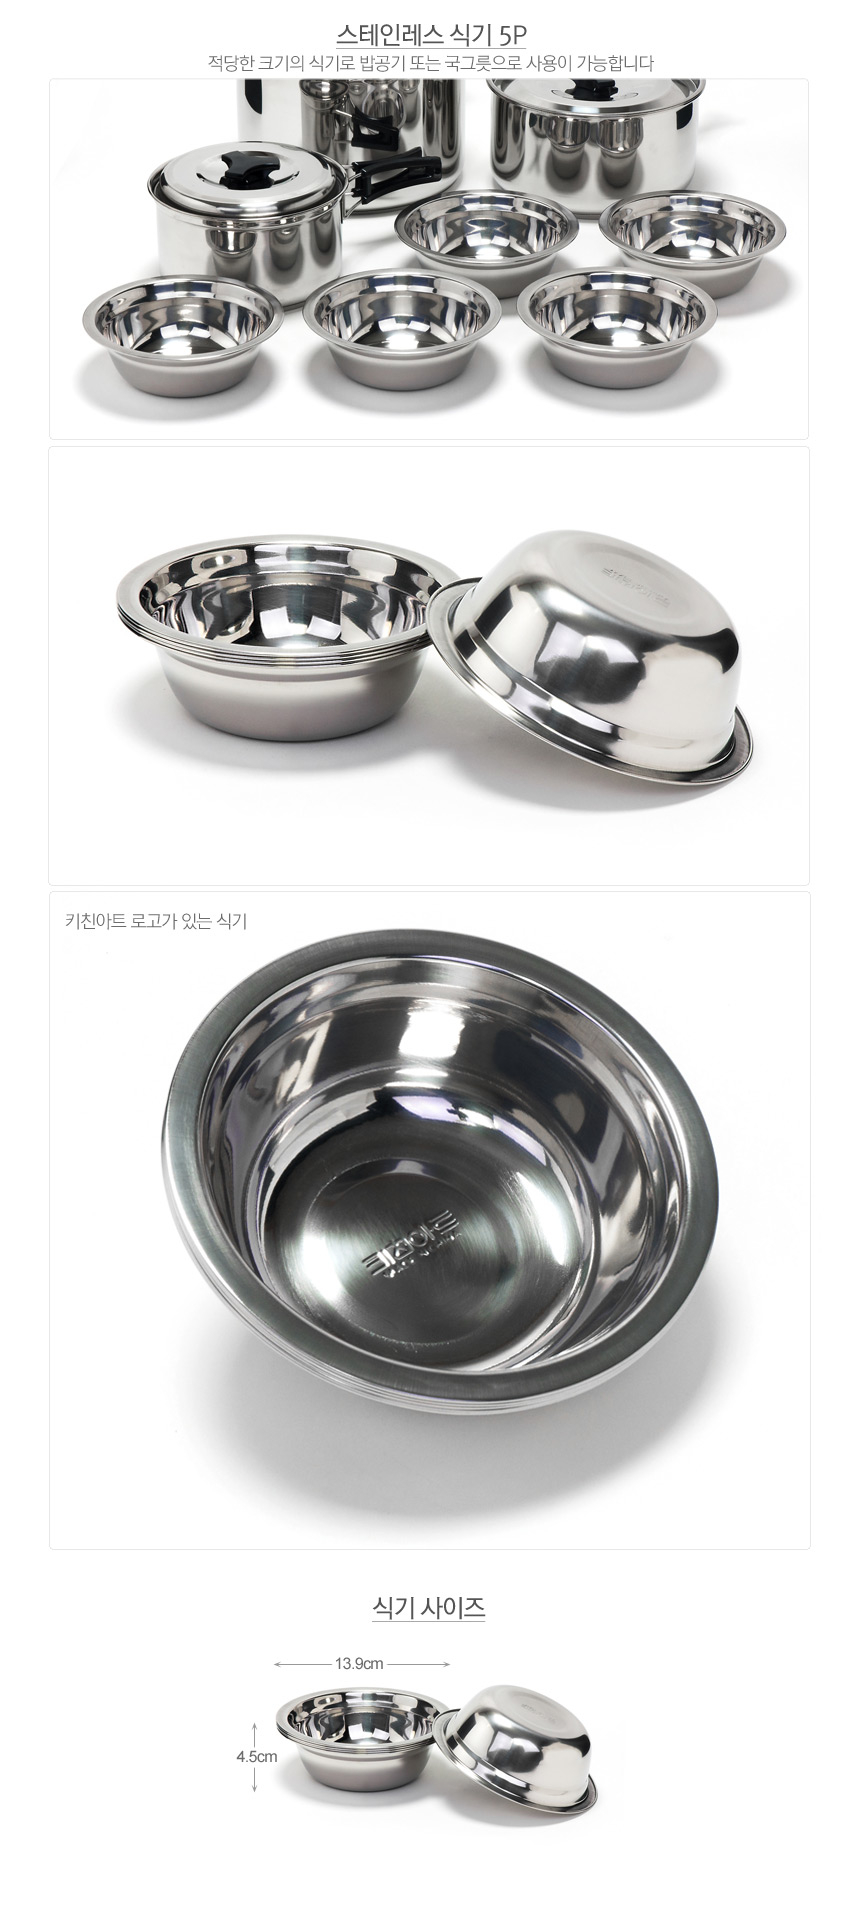 스테인레스 식기 5P
적당한 크기의 식기로 밥공기 또는 국그릇으로 사용이 가능합니다
키친아트 로고가 있는 식기
키친아트
식기 사이즈
13.9cm
4.5cm